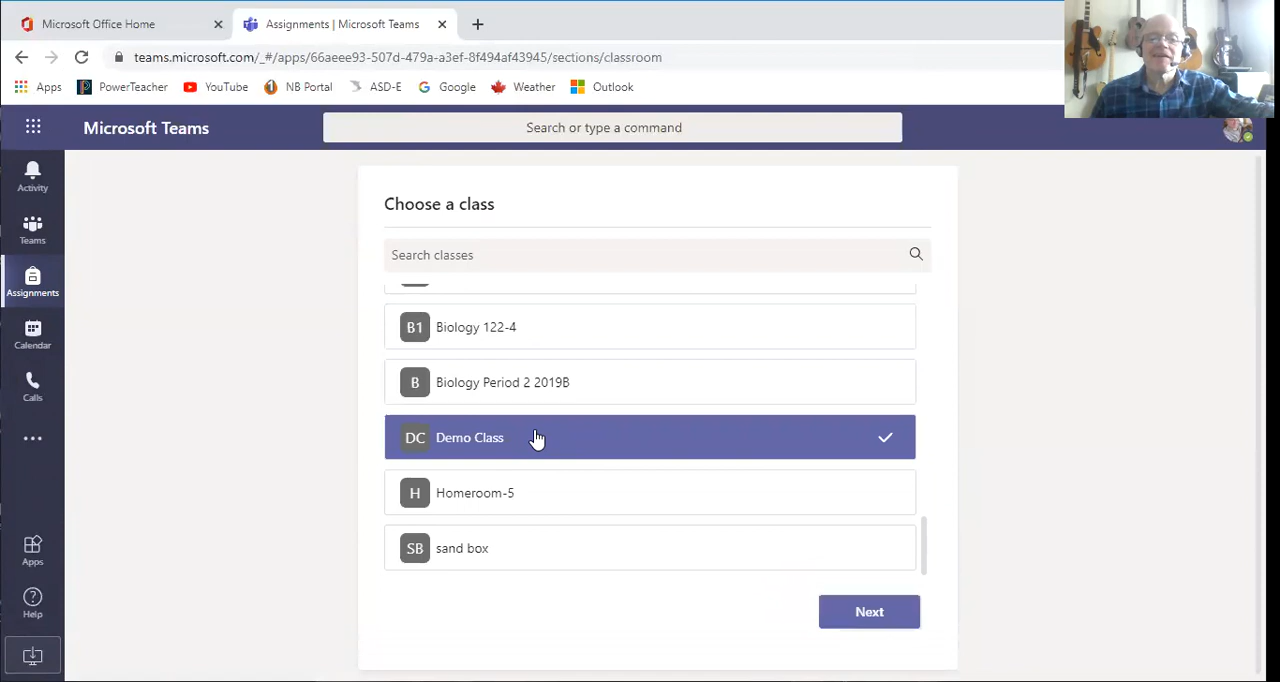 Microsoft Office Home
Assignments | Microsoft Teams
teams.microsoft.com/_#/apps/66aeee93-507d-479a-a3ef-8f494af43945/sections/classroom
Apps PowerTeacher YouTube NB Portal ASD-E Google Weather Outlook
Microsoft Teams
Search or type a command
Activity
Teams
Assignments
Calendar
Calls
Apps
Help
Choose a class
Search classes
B1 Biology 122-4
B Biology Period 2 2019B
DC Demo Class
H Homeroom-5
SB sand box
Next